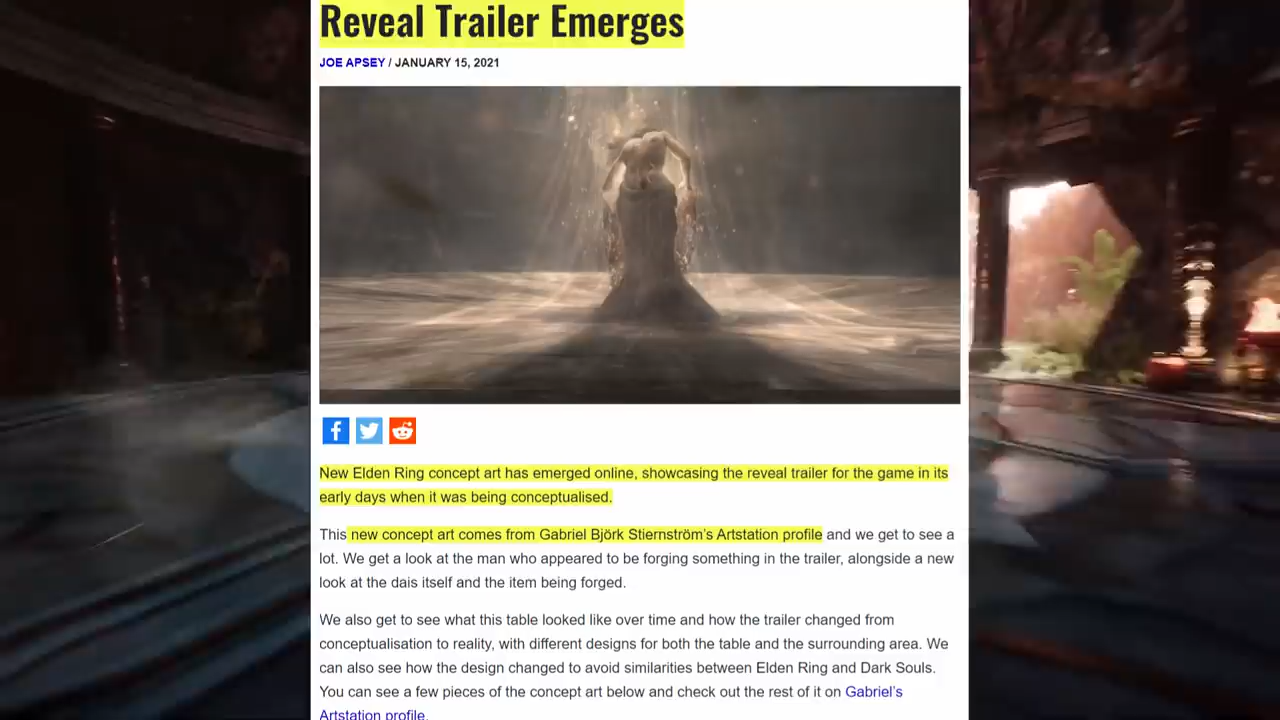 Reveal Trailer Emerges
JOE APSEY / JANUARY 15, 2021
New Elden Ring concept art has emerged online, showcasing the reveal trailer for the game in its
early days when it was being conceptualised.
This new concept art comes from Gabriel Björk Stiernström's Artstation profile and we get to see a
lot. We get a look at the man who appeared to be forging something in the trailer, alongside a new
look at the dais itself and the item being forged.
We also get to see what this table looked like over time and how the trailer changed from
conceptualisation to reality, with different designs for both the table and the surrounding area. We
can also see how the design changed to avoid similarities between Elden Ring and Dark Souls.
You can see a few pieces of the concept art below and check out the rest of it on Gabriel's
Artstation profile.